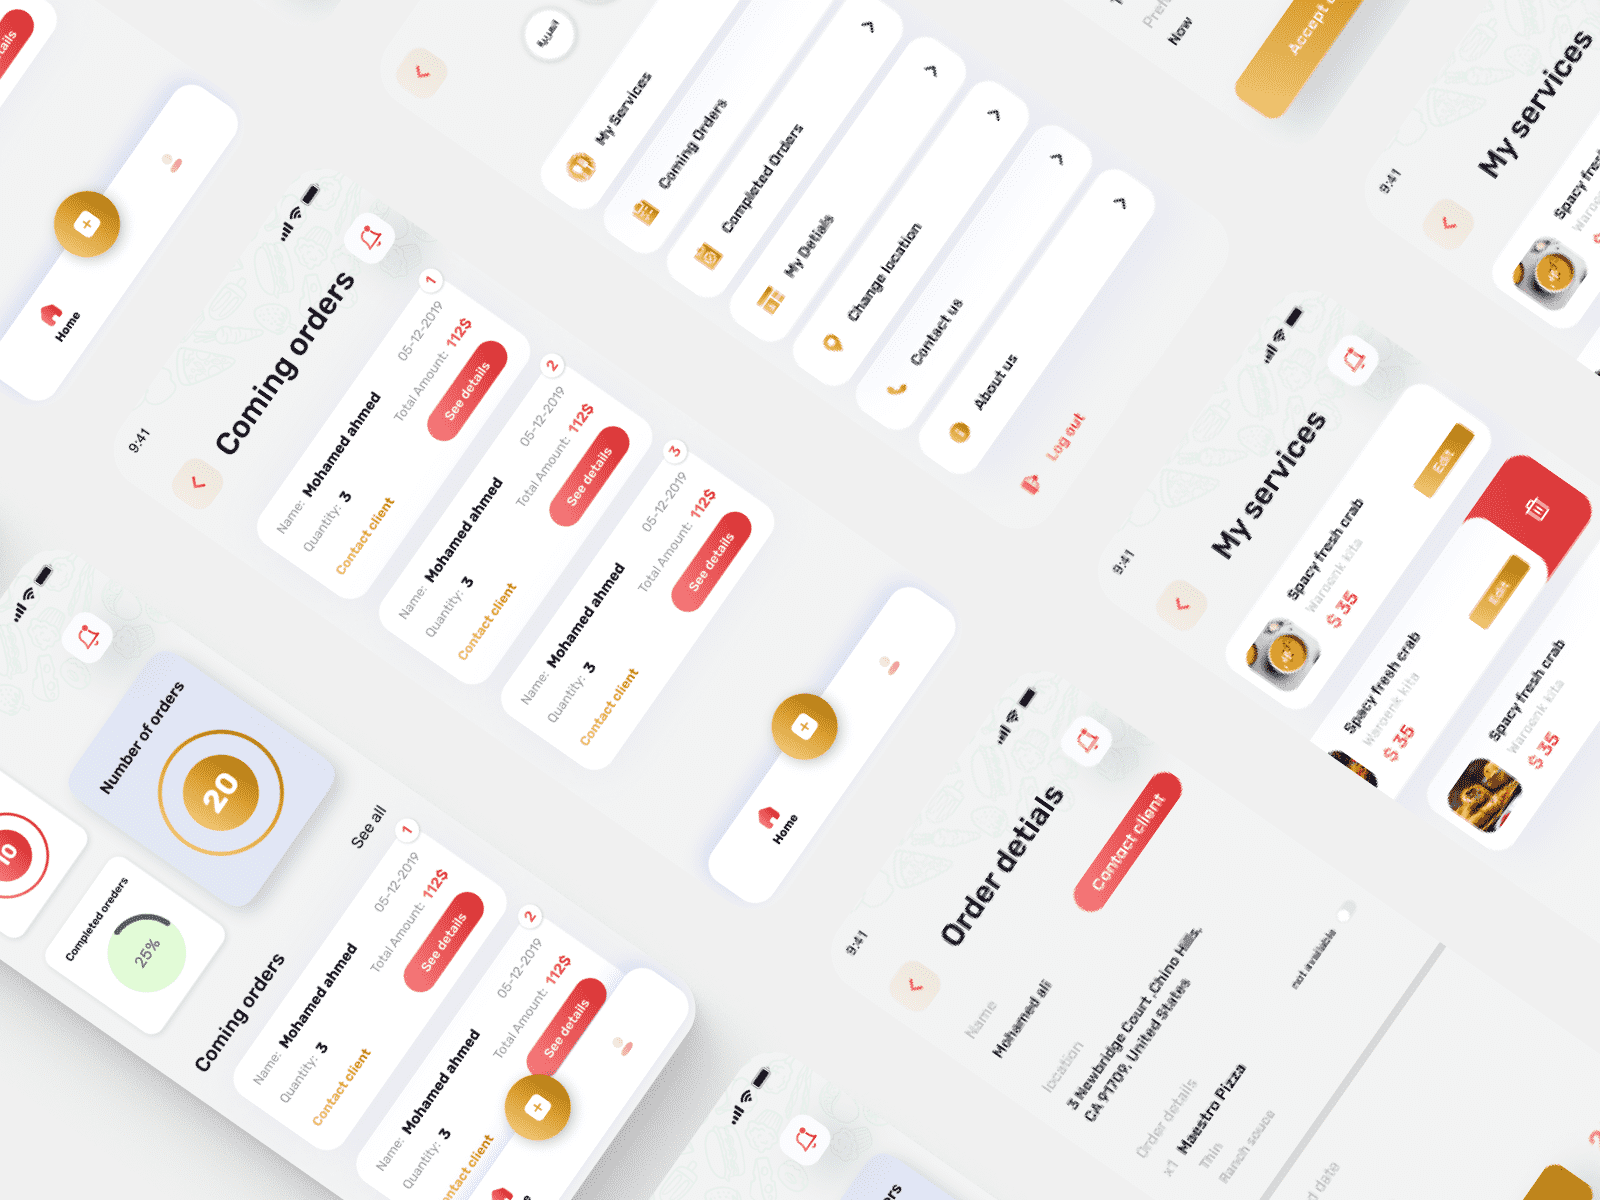 ails
Home
9:41
Coming orders
1
05-12-2019
Name: Mohamed ahmed
Total Amount: 112$
Quantity: 3
See details
Contact client
2
05-12-2019
Name: Mohamed ahmed
Total Amount: 112$
Quantity: 3
See details
Contact client
3
05-12-2019
Name: Mohamed ahmed
Total Amount: 112$
Quantity: 3
See details
Contact client
Home
العربية
My Services
Coming Orders
Completed Orders
My Detials
Change location
Contact us
About us
Log out
Now
Accept
9:41
My services
Spacy fres
Waroenk
9:41
My services
Spacy fresh crab
Waroenk kita
$ 35
Edit
Spacy fresh crab
Waroenk kita
$ 35
Edit
Spacy fresh crab
Waroenk kita
$ 35
Number of orders
20
10
Completed oreders
25%
Coming orders
See all
1
05-12-2019
Name: Mohamed ahmed
Total Amount: 112$
Quantity: 3
See details
Contact client
2
05-12-2019
Name: Mohamed ahmed
Total Amount: 112$
Quantity: 3
See details
ontact client
9:41
Order detials
Contact client
Name
Mohamed ali
location
3 Newbridge Court ,Chino Hills,
CA 91709, United States
not available
Order details
x1 Maestro Pizza
Thin
Ranch souce
d date
ders